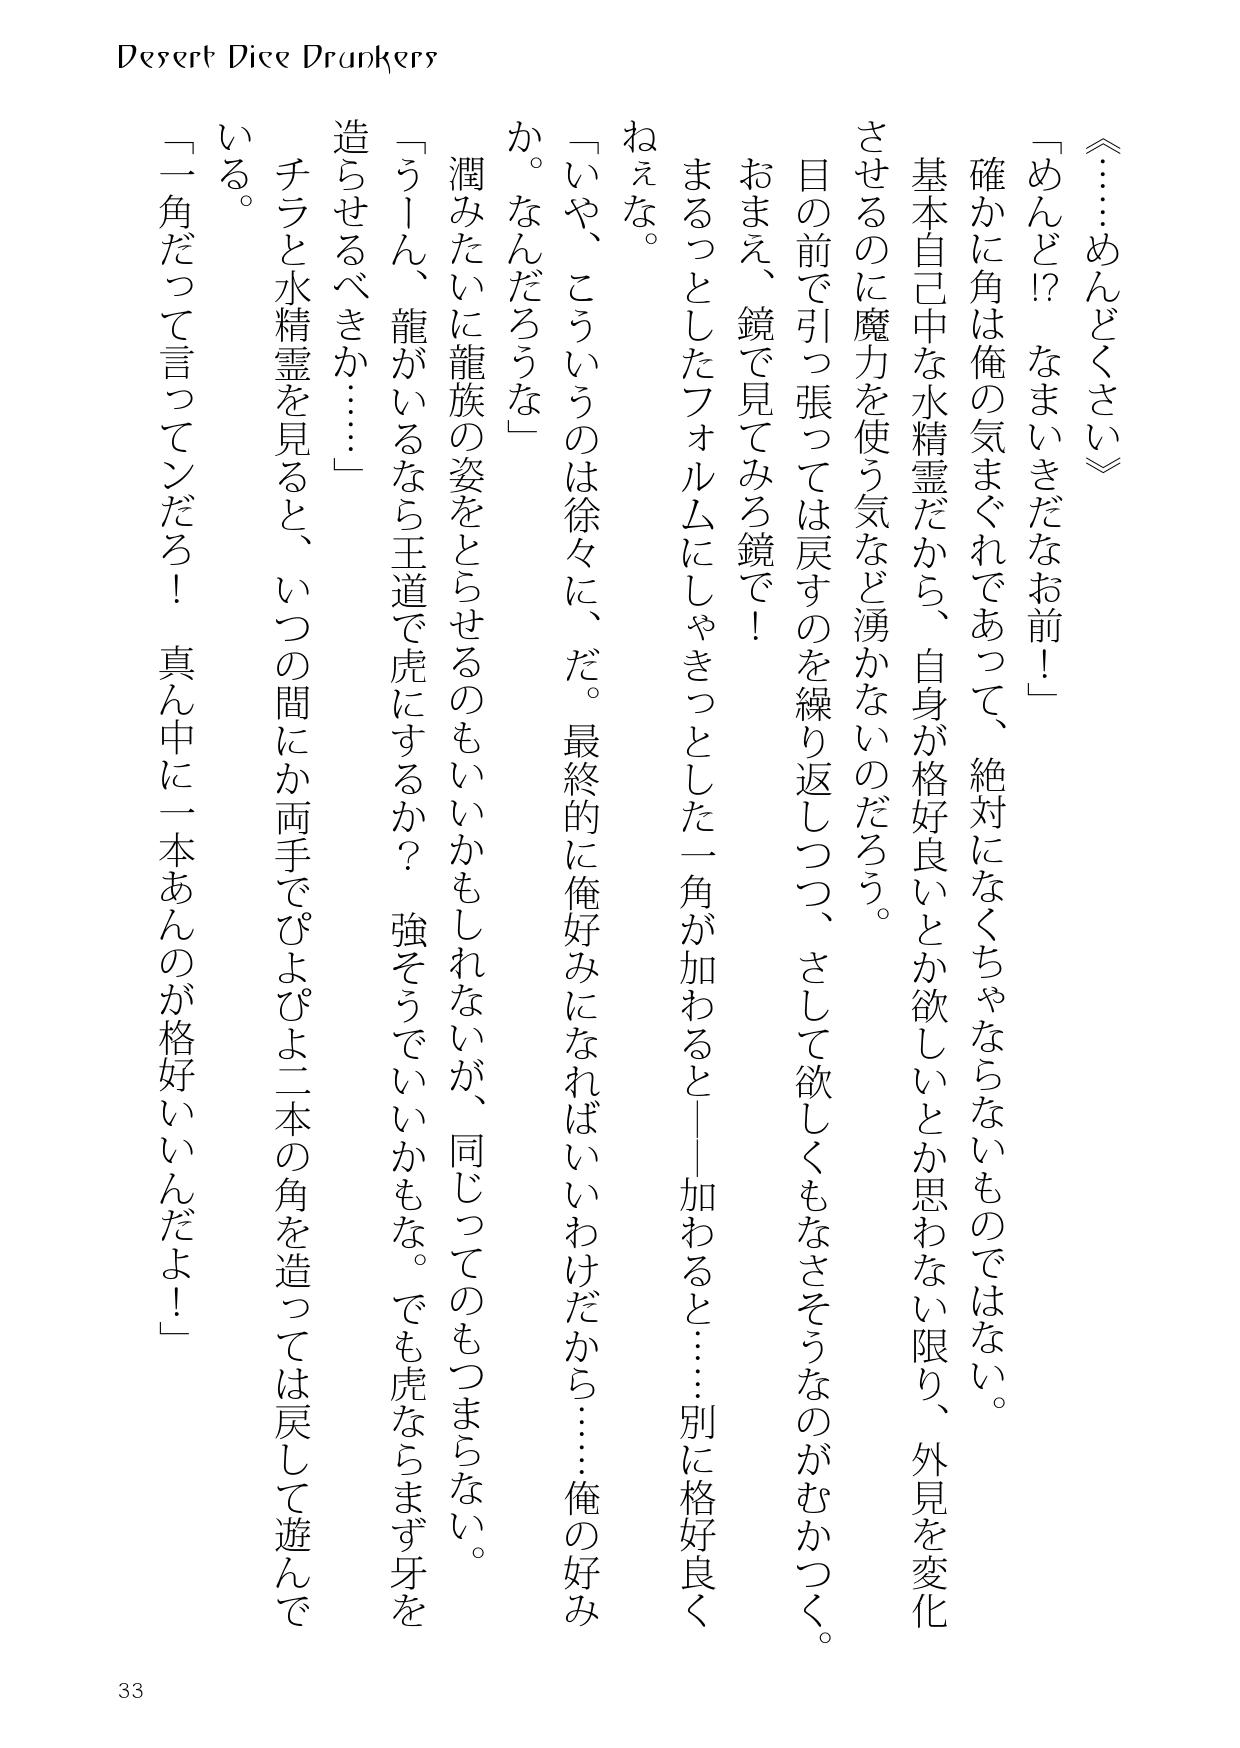 Desert Dice Drunkers
《……めんどくさい》
「めんど!?　なまいきだなお前！」
　確かに角は俺の気まぐれであって、絶対になくちゃならないものではない。
　基本自己中な水精霊だから、自身が格好良いとか欲しいとか思わない限り、外見を変化
させるのに魔力を使う気など湧かないのだろう。
　目の前で引っ張っては戻すのを繰り返しつつ、さして欲しくもなさそうなのがむかつく。
　おまえ、鏡で見てみろ鏡で！
　まるっとしたフォルムにしゃきっとした一角が加わると――加わると……別に格好良く
ねぇな。
「いや、こういうのは徐々に、だ。最終的に俺好みになればいいわけだから……俺の好み
か。なんだろうな」
　潤みたいに龍族の姿をとらせるのもいいかもしれないが、同じってのもつまらない。
「うーん、龍がいるなら王道で虎にするか？　強そうでいいかもな。でも虎ならまず牙を
造らせるべきか……」
　チラと水精霊を見ると、いつの間にか両手でぴよぴよ二本の角を造っては戻して遊んで
いる。
「一角だって言ってンだろ！　真ん中に一本あんのが格好いいんだよ！」
33